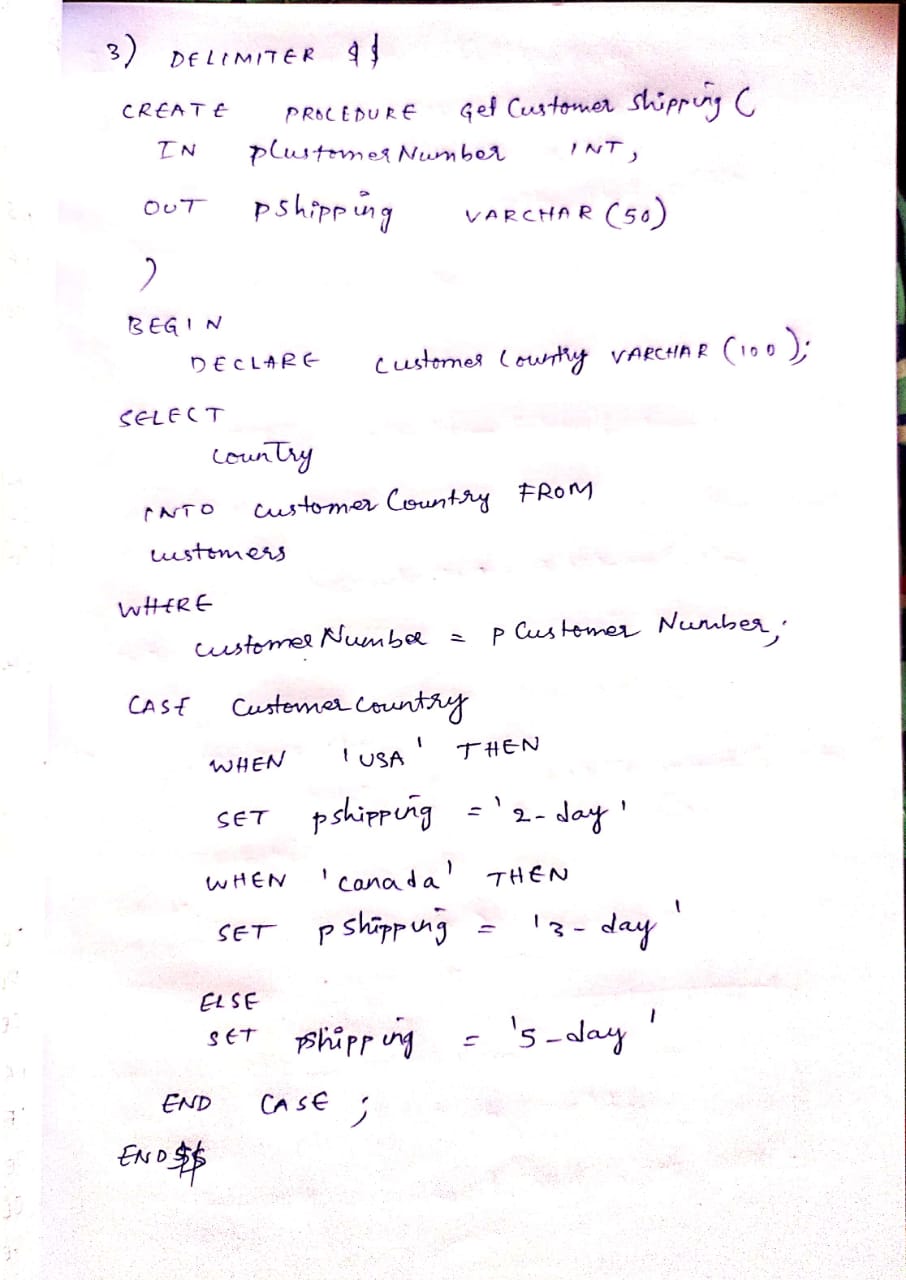 3) DELIMITER $$
CREATE PROCEDURE Get Customer Shipping (
IN pCustomer Number INT,
OUT pshipping VARCHAR (50)
)
BEGIN
DECLARE Customer Country VARCHAR (100);
SELECT
country
INTO Customer Country FROM
customers
WHERE
customer Number = p Customer Number;
CASE Customer Country
WHEN 'USA' THEN
SET pshipping = '2-day'
WHEN 'canada' THEN
SET pshipping = '3-day'
ELSE
SET pshipping = '5-day'
END CASE ;
END $$